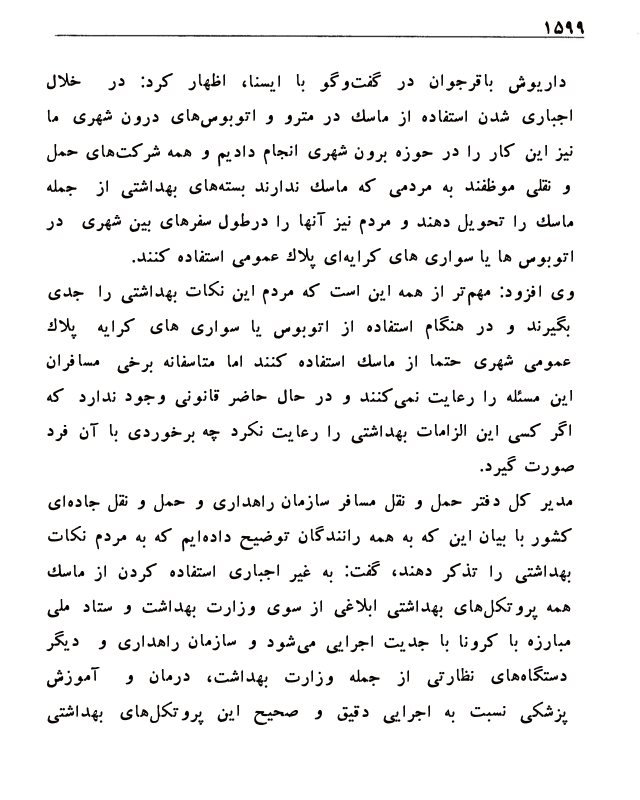 ۱۵۹۹
داریوش باقرجوان در گفت‌وگو با ایسنا، اظهار کرد: در خلال
اجباری شدن استفاده از ماسك در مترو و اتوبوس‌های درون شهری ما
نیز این کار را در حوزه برون شهری انجام دادیم و همه شرکت‌های حمل
و نقلی موظفند به مردمی که ماسك ندارند بسته‌های بهداشتی از جمله
ماسك را تحویل دهند و مردم نیز آنها را درطول سفرهای بین شهری در
اتوبوس ها یا سواری های کرایه‌ای پلاك عمومی استفاده کنند.
وی افزود: مهم‌تر از همه این است که مردم این نکات بهداشتی را جدی
بگیرند و در هنگام استفاده از اتوبوس یا سواری های کرایه پلاك
عمومی شهری حتما از ماسك استفاده کنند اما متاسفانه برخی مسافران
این مسئله را رعایت نمی‌کنند و در حال حاضر قانونی وجود ندارد که
اگر کسی این الزامات بهداشتی را رعایت نکرد چه برخوردی با آن فرد
صورت گیرد.
مدیر کل دفتر حمل و نقل مسافر سازمان راهداری و حمل و نقل جاده‌ای
کشور با بیان این که به همه رانندگان توضیح داده‌ایم که به مردم نکات
بهداشتی را تذکر دهند، گفت: به غیر اجباری استفاده کردن از ماسك
همه پروتکل‌های بهداشتی ابلاغی از سوی وزارت بهداشت و ستاد ملی
مبارزه با کرونا با جدیت اجرایی می‌شود و سازمان راهداری و دیگر
دستگاه‌های نظارتی از جمله وزارت بهداشت، درمان و آموزش
پزشکی نسبت به اجرایی دقیق و صحیح این پروتکل‌های بهداشتی